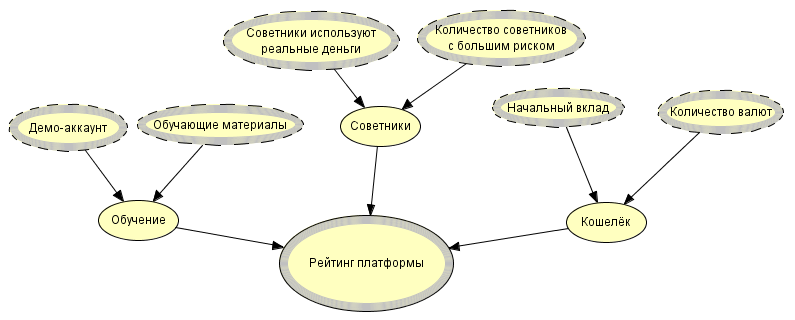 Советники используют
реальные деньги
Количество советников
с большим риском
Демо-аккаунт
Обучающие материалы
Советники
Начальный вклад
Количество валют
Обучение
Кошелёк
Рейтинг платформы